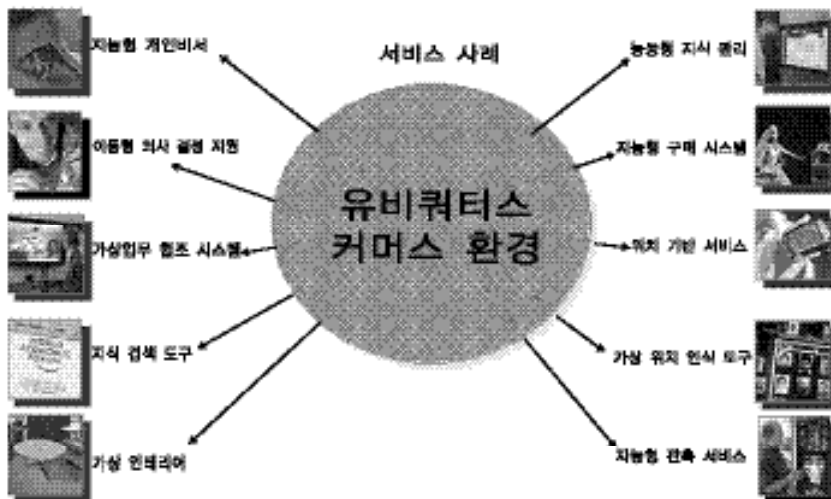 서비스 사례
유비쿼터스
커머스 환경
지능형 개인비서
이동형 의사 결정 지원
가상업무 협조 시스템
지식 검색 도구
가상 인테리어
능동형 지식 관리
지능형 구매 시스템
위치 기반 서비스
가상 위치 인식 도구
지능형 판촉 서비스